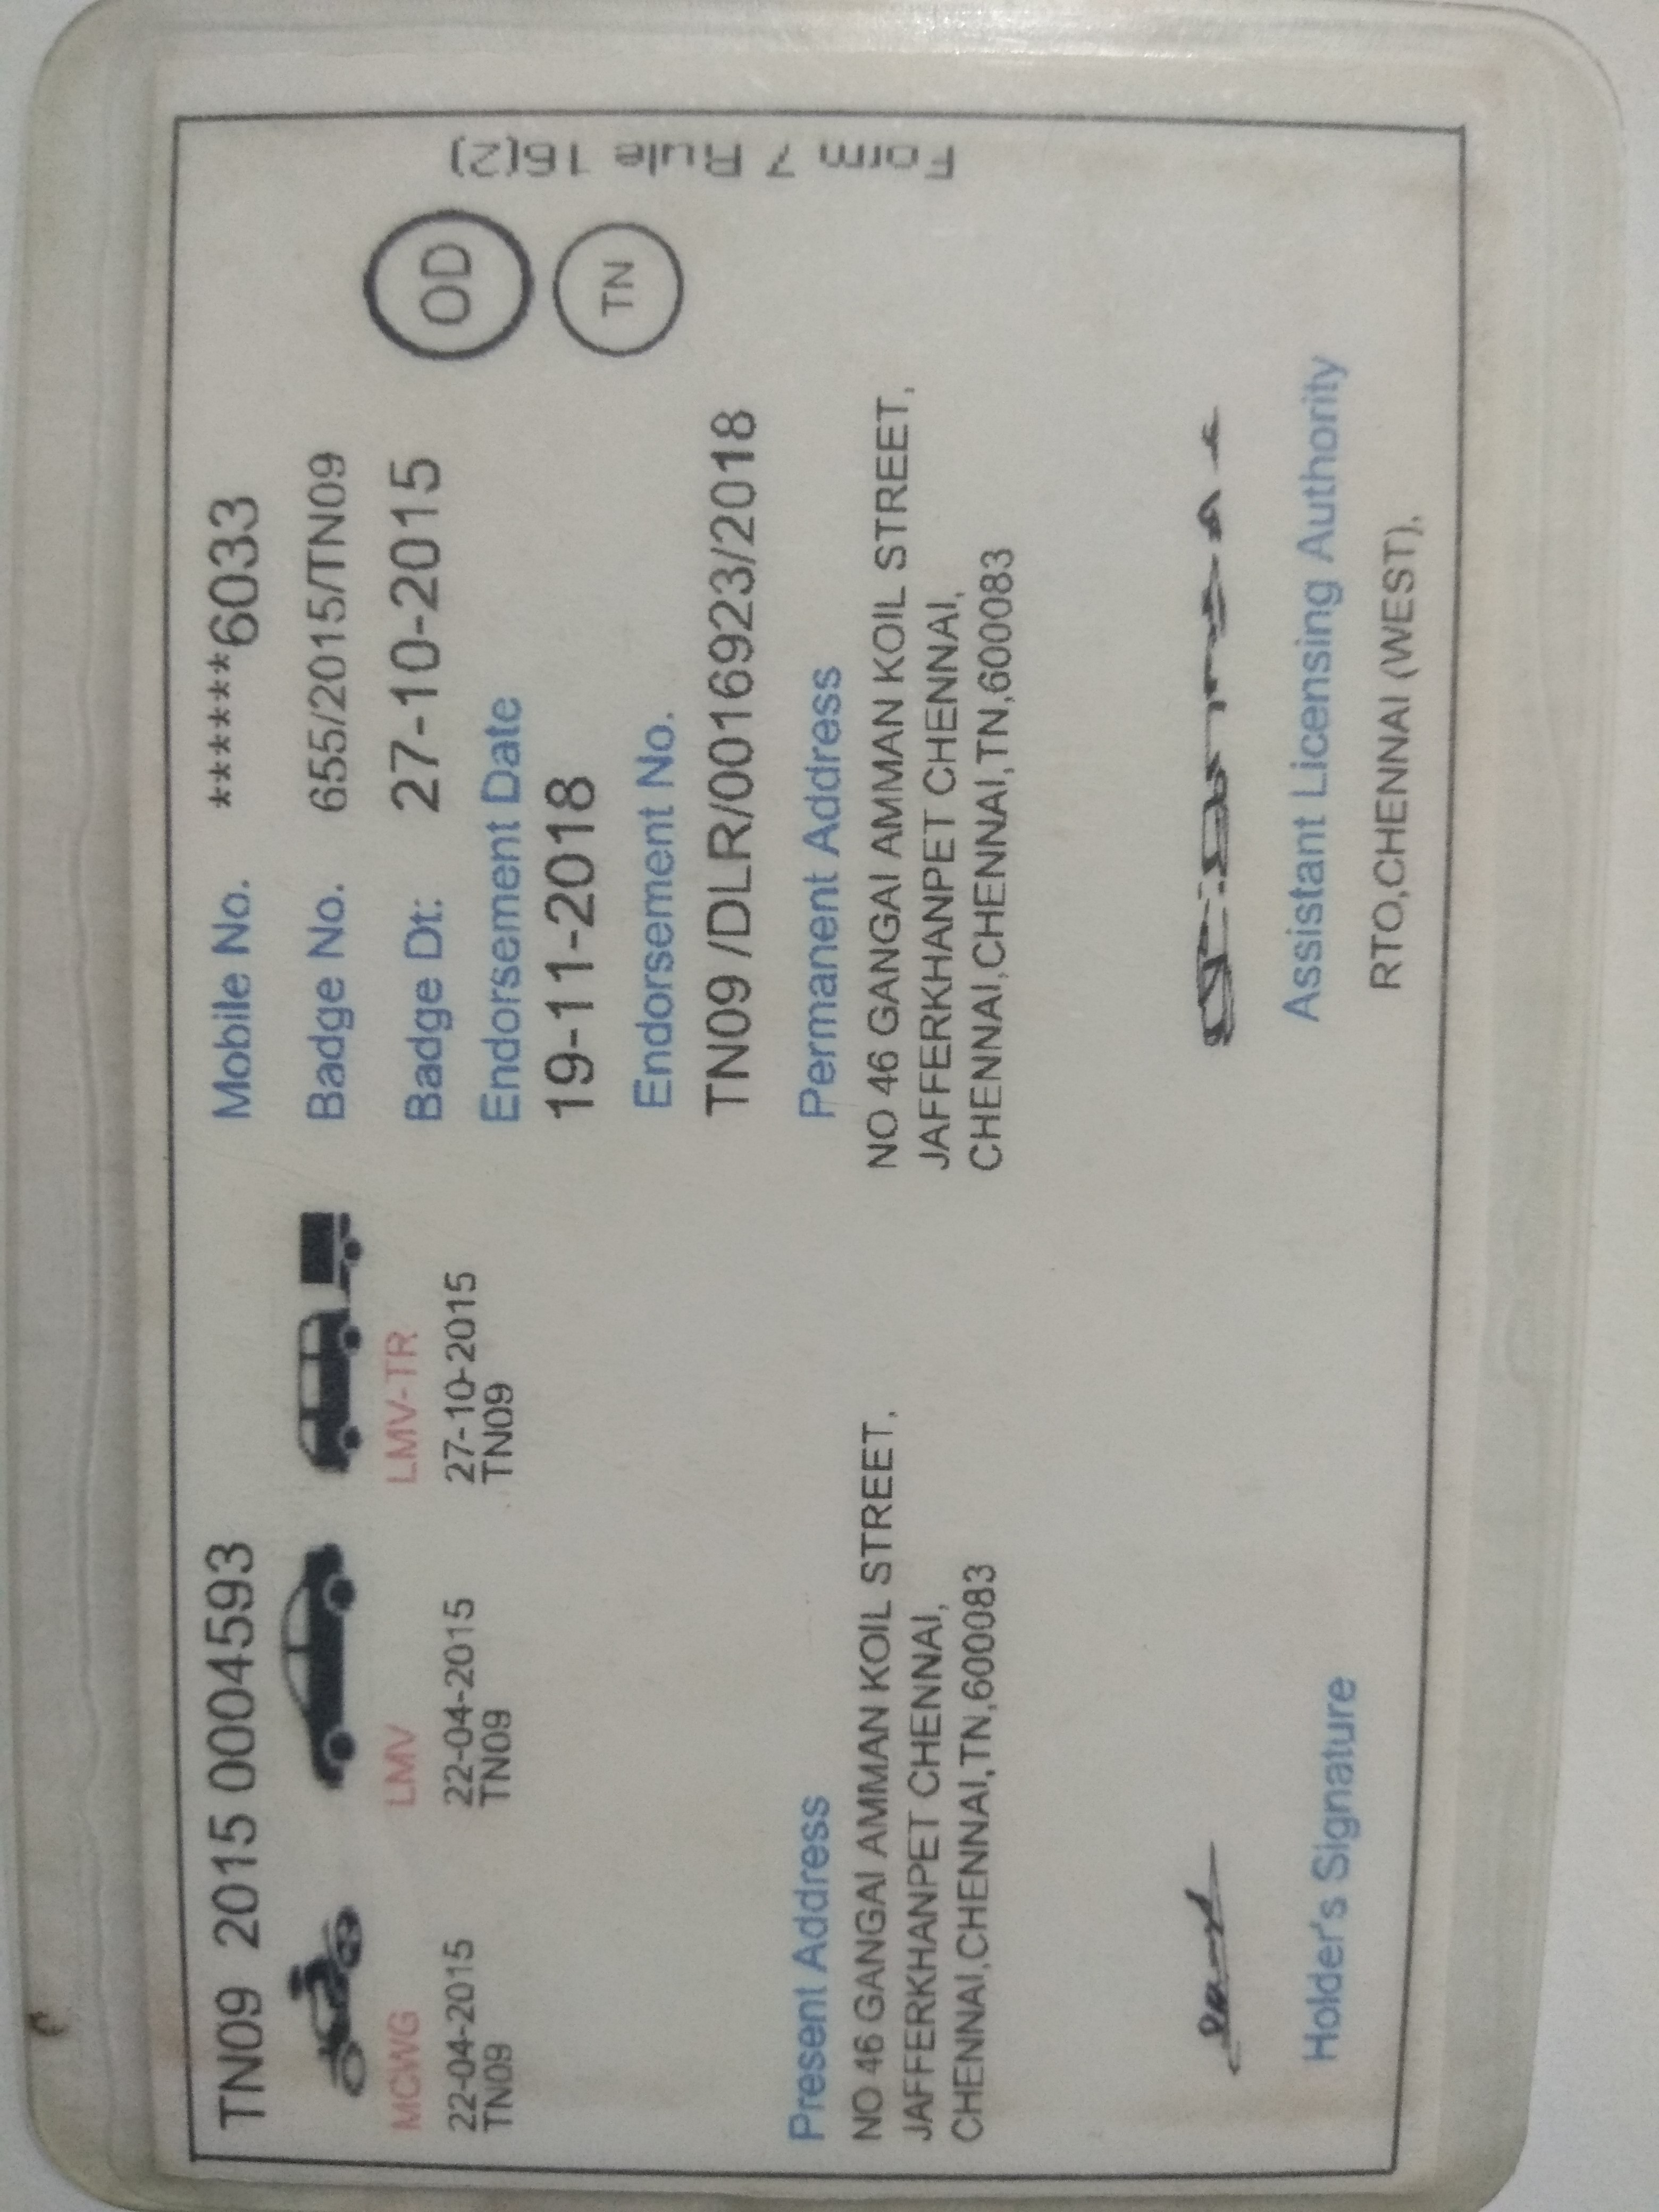 TN09 2015 0004593
MCWG
22-04-2015
TN09
LMV
22-04-2015
TN09
LMV-TR
27-10-2015
TN09
Mobile No. ******6033
Badge No. 655/2015/TN09
Badge Dt: 27-10-2015
Endorsement Date
19-11-2018
Endorsement No.
TN09 /DLR/0016923/2018
OD
TN
Form 7 Rule 16(2)
Present Address
NO 46 GANGAI AMMAN KOIL STREET,
JAFFERKHANPET CHENNAI,
CHENNAI,CHENNAI,TN,600083
Permanent Address
NO 46 GANGAI AMMAN KOIL STREET,
JAFFERKHANPET CHENNAI,
CHENNAI,CHENNAI,TN,600083
Holder's Signature
Assistant Licensing Authority
RTO,CHENNAI (WEST),